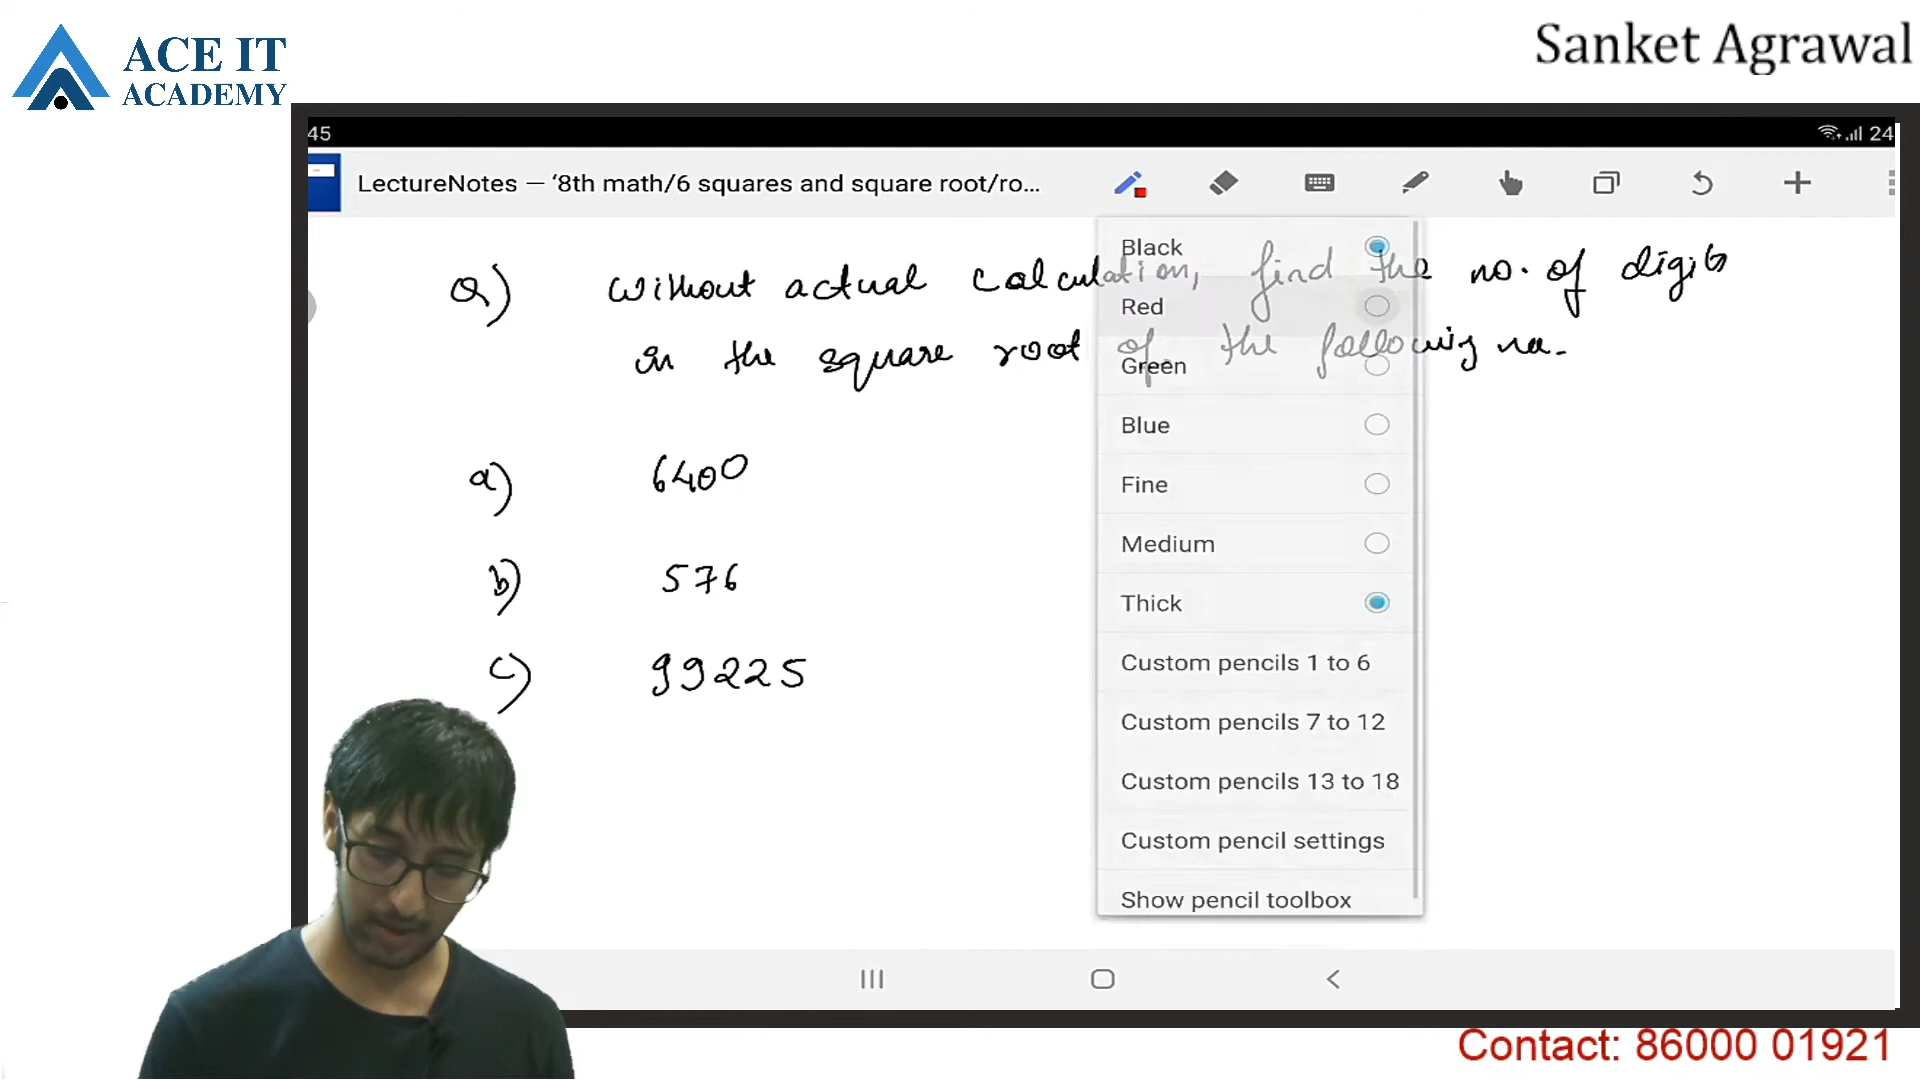 ACE IT
ACADEMY
Sanket Agrawal
45
24
LectureNotes — ‘8th math/6 squares and square root/ro...
Q) Without actual calculation, find the no. of digits
in the square root of the following no.
a) 6400
b) 576
c) 99225
Black
Red
Green
Blue
Fine
Medium
Thick
Custom pencils 1 to 6
Custom pencils 7 to 12
Custom pencils 13 to 18
Custom pencil settings
Show pencil toolbox
Contact: 86000 01921